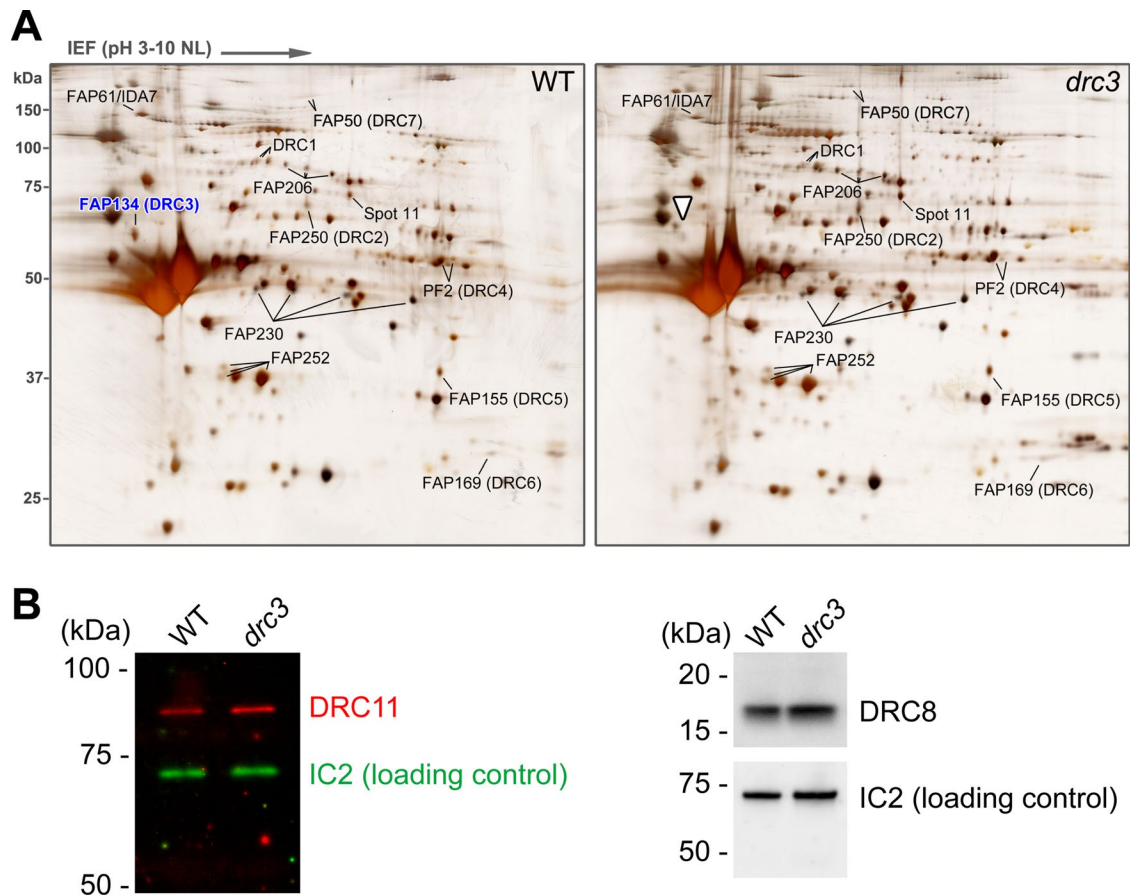 A
IEF (pH 3-10 NL)
kDa
150
100
75
50
37
25
WT
FAP61/IDA7
FAP50 (DRC7)
DRC1
FAP206
FAP134 (DRC3)
Spot 11
FAP250 (DRC2)
PF2 (DRC4)
FAP230
FAP252
FAP155 (DRC5)
FAP169 (DRC6)
drc3
FAP61/IDA7
FAP50 (DRC7)
DRC1
FAP206
Spot 11
FAP250 (DRC2)
PF2 (DRC4)
FAP230
FAP252
FAP155 (DRC5)
FAP169 (DRC6)
B
(kDa)
WT
drc3
100 -
75 -
50 -
DRC11
IC2 (loading control)
(kDa)
WT
drc3
20 -
15 -
DRC8
75 -
50 -
IC2 (loading control)